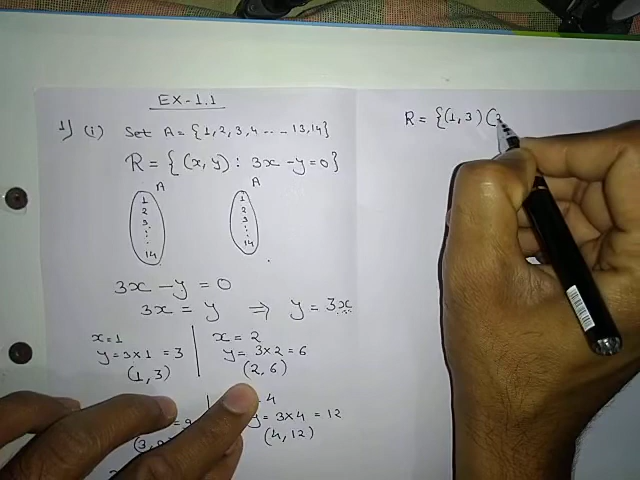 EX-1.1
1) (i) Set A = {1, 2, 3, 4 ..... 13, 14}
R = { (x, y) : 3x - y = 0 }
A A
1 1
2 2
3 3
⋮ ⋮
14 14
3x - y = 0
3x = y ⇒ y = 3x
x = 1
y = 3×1 = 3
(1, 3)
x = 2
y = 3×2 = 6
(2, 6)
4
y = 3×4 = 12
(4, 12)
R = {(1, 3) (